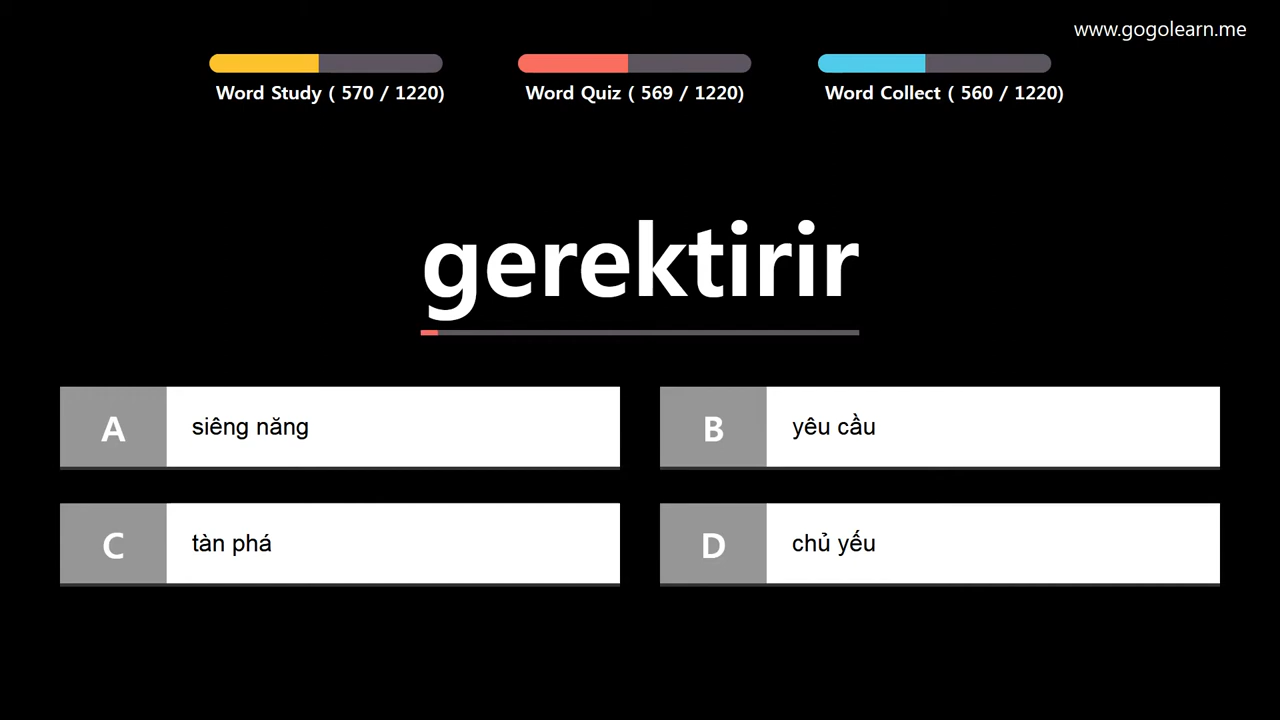 www.gogolearn.me
Word Study ( 570 / 1220)
Word Quiz ( 569 / 1220)
Word Collect ( 560 / 1220)
gerektirir
A siêng năng
B yêu cầu
C tàn phá
D chủ yếu